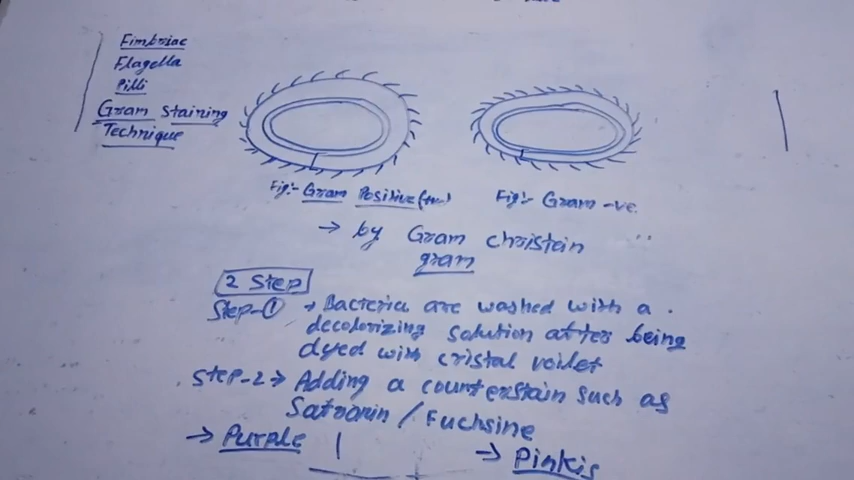 Fimbriae
Flagella
Pilli
Gram Staining
Technique
Fig:- Gram Positive(+ve)
Fig:- Gram -ve.
→ by Gram christein
gram
2 Step
Step-① → Bacteria are washed with a
decolorizing solution after being
dyed with cristal voilet
Step-2 → Adding a counterstain such as
Satranin / Fuchsine
→ Purple
→ Pinkis